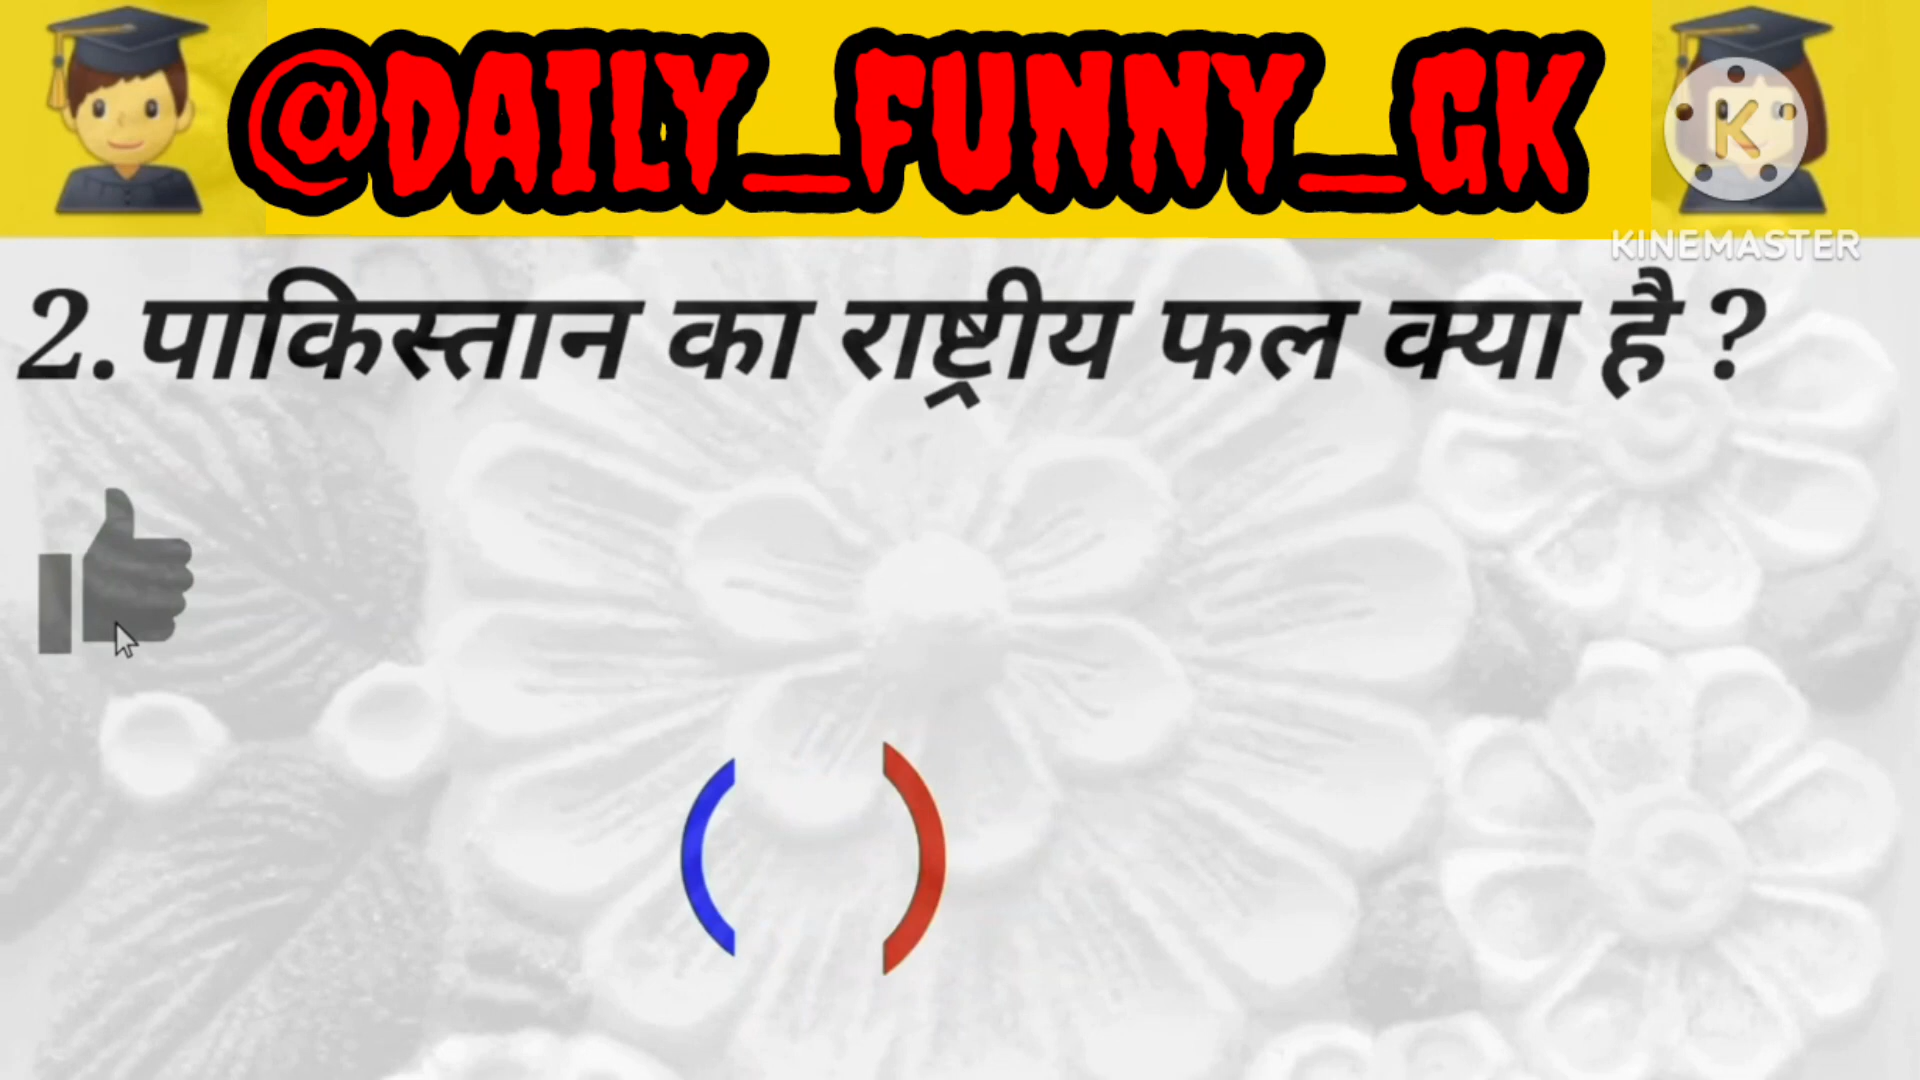 @DAILY_FUNNY_GK
K
KINEMASTER
2. पाकिस्तान का राष्ट्रीय फल क्या है ?
( )